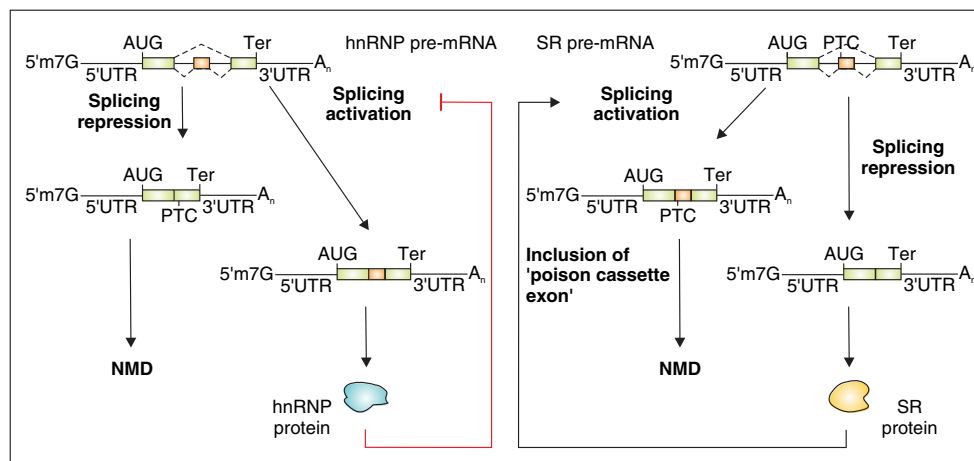 AUG Ter
hnRNP pre-mRNA
5'm7G 5'UTR 3'UTR Aₙ
Splicing
repression
Splicing
activation
AUG Ter
5'm7G 5'UTR PTC 3'UTR Aₙ
AUG Ter
5'm7G 5'UTR 3'UTR Aₙ
NMD
hnRNP
protein
SR pre-mRNA
AUG PTC Ter
5'm7G 5'UTR 3'UTR Aₙ
Splicing
activation
Splicing
repression
AUG Ter
5'm7G 5'UTR PTC 3'UTR Aₙ
Inclusion of
'poison cassette
exon'
AUG Ter
5'm7G 5'UTR 3'UTR Aₙ
NMD
SR
protein